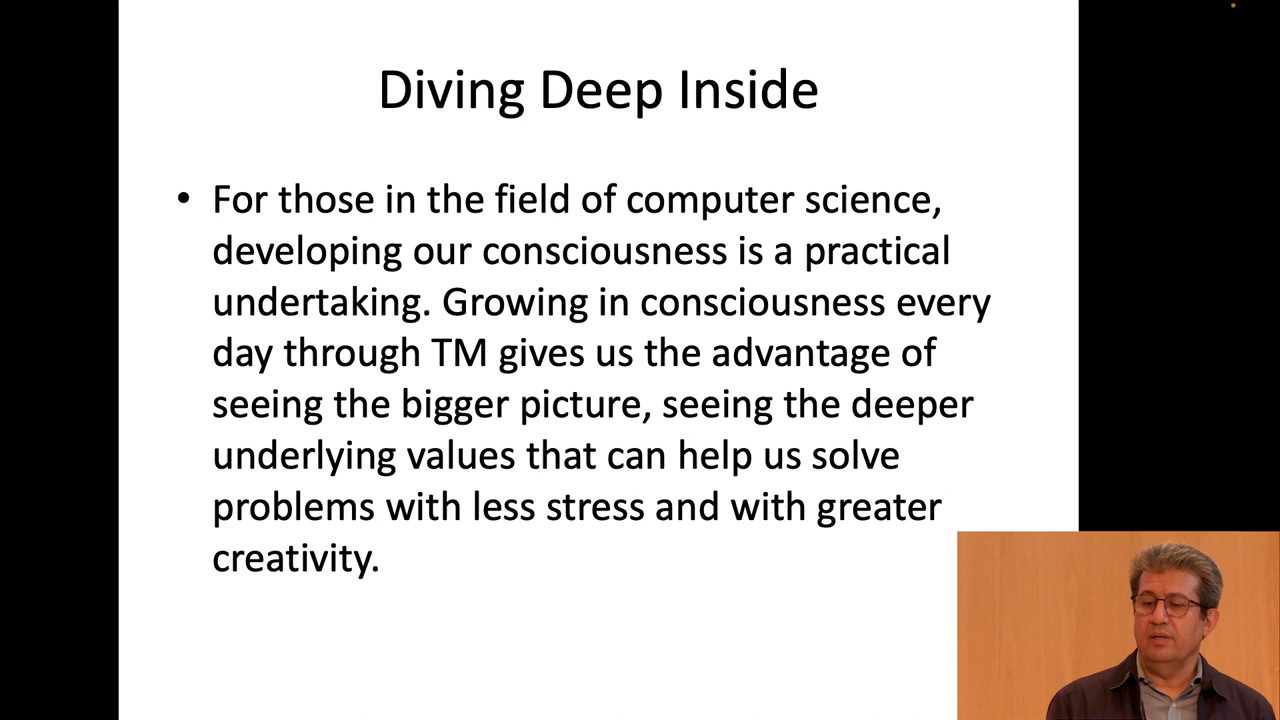 Diving Deep Inside
• For those in the field of computer science,
developing our consciousness is a practical
undertaking. Growing in consciousness every
day through TM gives us the advantage of
seeing the bigger picture, seeing the deeper
underlying values that can help us solve
problems with less stress and with greater
creativity.